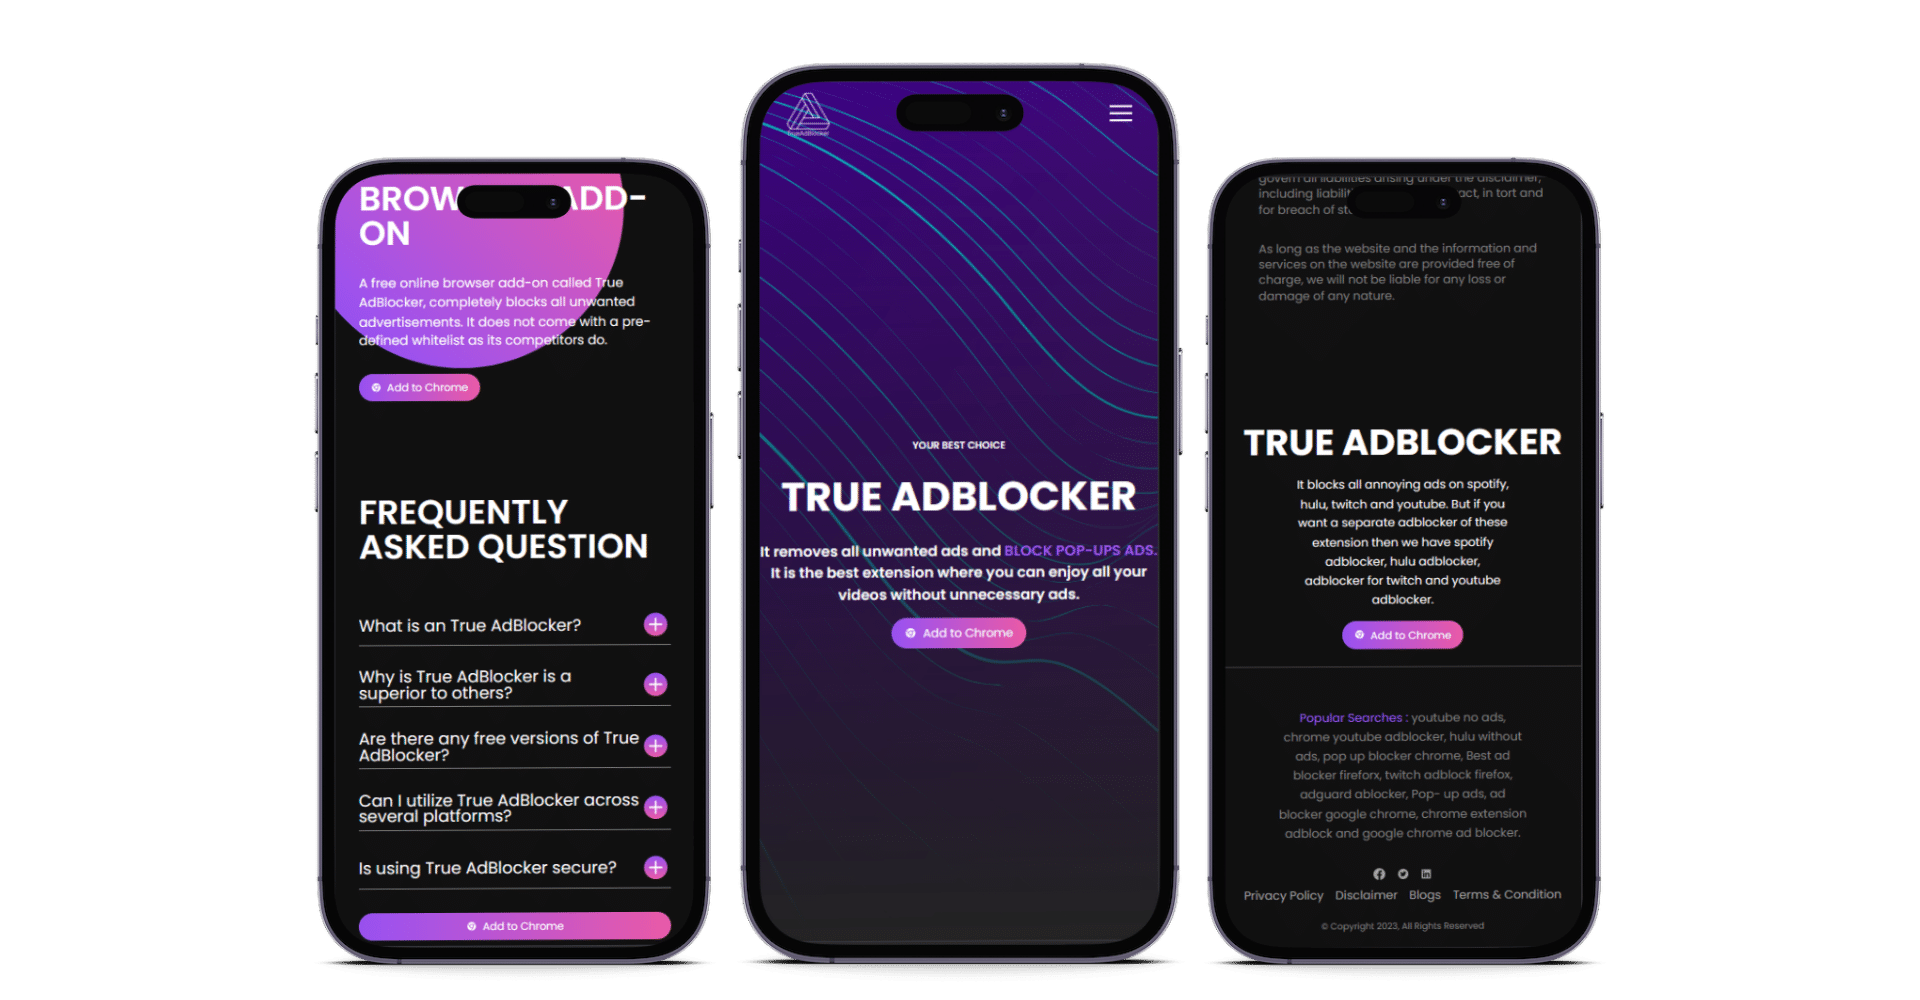 BROW ADD-
ON
A free online browser add-on called True
AdBlocker, completely blocks all unwanted
advertisements. It does not come with a pre-
defined whitelist as its competitors do.
Add to Chrome
FREQUENTLY
ASKED QUESTION
What is an True AdBlocker?
Why is True AdBlocker is a
superior to others?
Are there any free versions of True
AdBlocker?
Can I utilize True AdBlocker across
several platforms?
Is using True AdBlocker secure?
Add to Chrome
TrueAdBlocker
YOUR BEST CHOICE
TRUE ADBLOCKER
It removes all unwanted ads and BLOCK POP-UPS ADS.
It is the best extension where you can enjoy all your
videos without unnecessary ads.
Add to Chrome
govern all liabilities arising under the disclaimer,
including liabilit act, in tort and
for breach of st
As long as the website and the information and
services on the website are provided free of
charge, we will not be liable for any loss or
damage of any nature.
TRUE ADBLOCKER
It blocks all annoying ads on spotify,
hulu, twitch and youtube. But if you
want a separate adblocker of these
extension then we have spotify
adblocker, hulu adblocker,
adblocker for twitch and youtube
adblocker.
Add to Chrome
Popular Searches : youtube no ads,
chrome youtube adblocker, hulu without
ads, pop up blocker chrome, Best ad
blocker fireforx, twitch adblock firefox,
adguard ablocker, Pop- up ads, ad
blocker google chrome, chrome extension
adblock and google chrome ad blocker.
Privacy Policy Disclaimer Blogs Terms & Condition
© Copyright 2023, All Rights Reserved